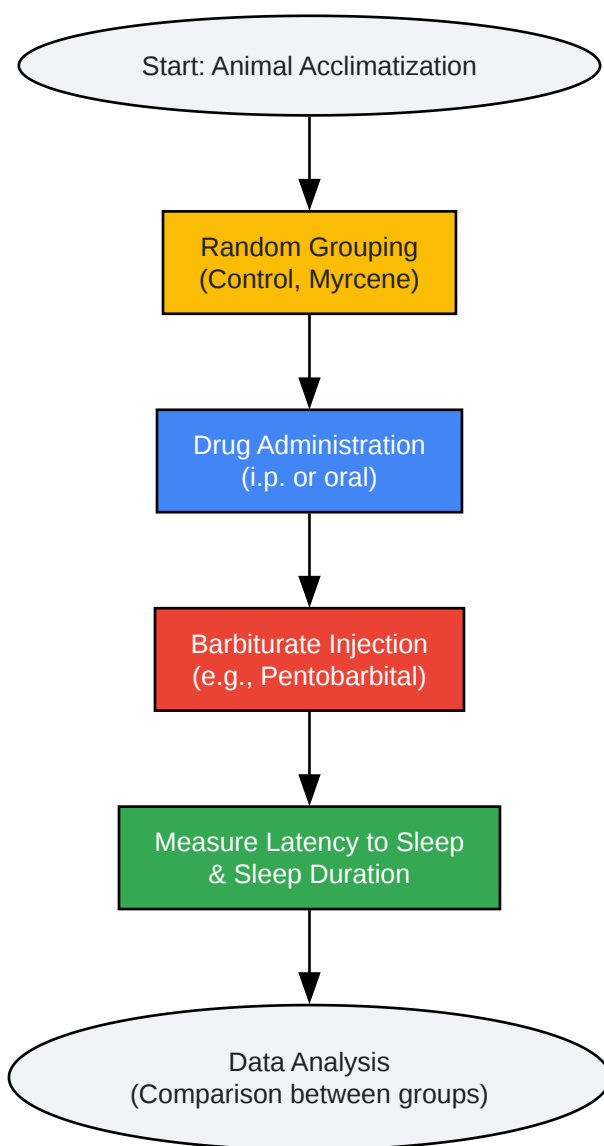 Start: Animal Acclimatization
Random Grouping
(Control, Myrcene)
Drug Administration
(i.p. or oral)
Barbiturate Injection
(e.g., Pentobarbital)
Measure Latency to Sleep
& Sleep Duration
Data Analysis
(Comparison between groups)